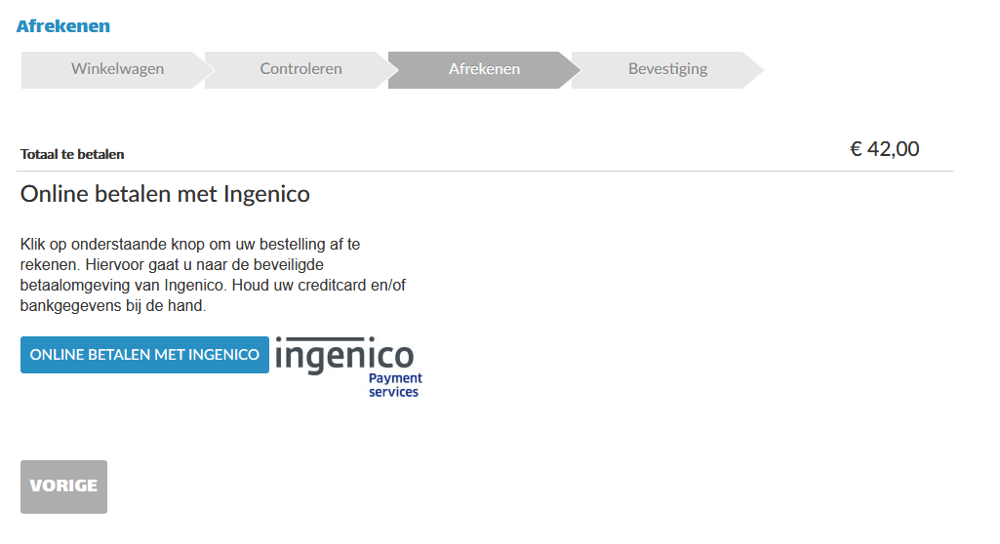 Afrekenen
Winkelwagen
Controleren
Afrekenen
Bevestiging
Totaal te betalen
€ 42,00
Online betalen met Ingenico
Klik op onderstaande knop om uw bestelling af te
rekenen. Hiervoor gaat u naar de beveiligde
betaalomgeving van Ingenico. Houd uw creditcard en/of
bankgegevens bij de hand.
ONLINE BETALEN MET INGENICO
ingenico
Payment
services
VORIGE